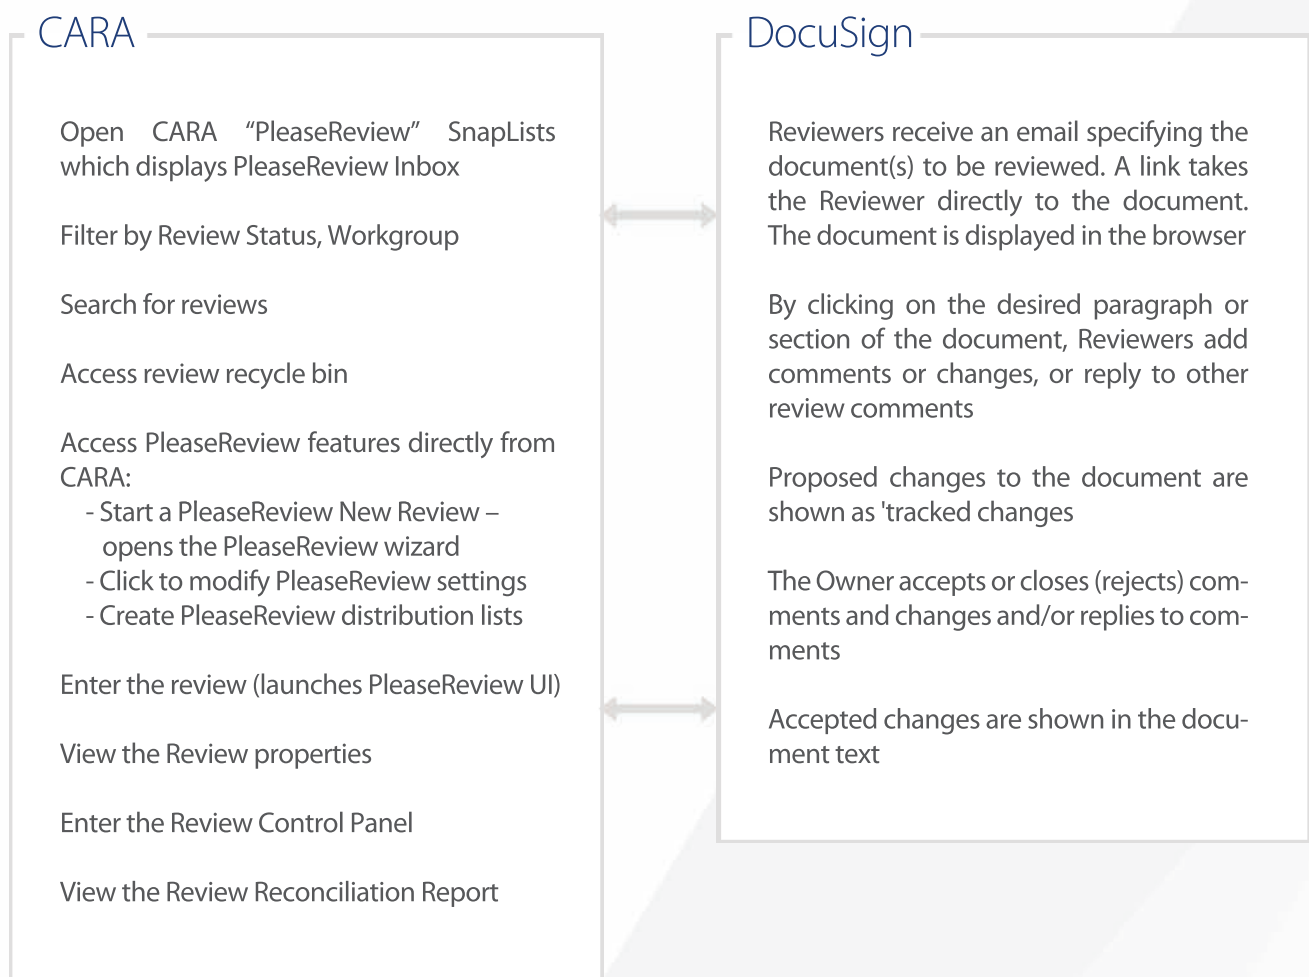 CARA
Open CARA “PleaseReview” SnapLists
which displays PleaseReview Inbox
Filter by Review Status, Workgroup
Search for reviews
Access review recycle bin
Access PleaseReview features directly from
CARA:
- Start a PleaseReview New Review –
opens the PleaseReview wizard
- Click to modify PleaseReview settings
- Create PleaseReview distribution lists
Enter the review (launches PleaseReview UI)
View the Review properties
Enter the Review Control Panel
View the Review Reconciliation Report
DocuSign
Reviewers receive an email specifying the
document(s) to be reviewed. A link takes
the Reviewer directly to the document.
The document is displayed in the browser
By clicking on the desired paragraph or
section of the document, Reviewers add
comments or changes, or reply to other
review comments
Proposed changes to the document are
shown as 'tracked changes
The Owner accepts or closes (rejects) com-
ments and changes and/or replies to com-
ments
Accepted changes are shown in the docu-
ment text